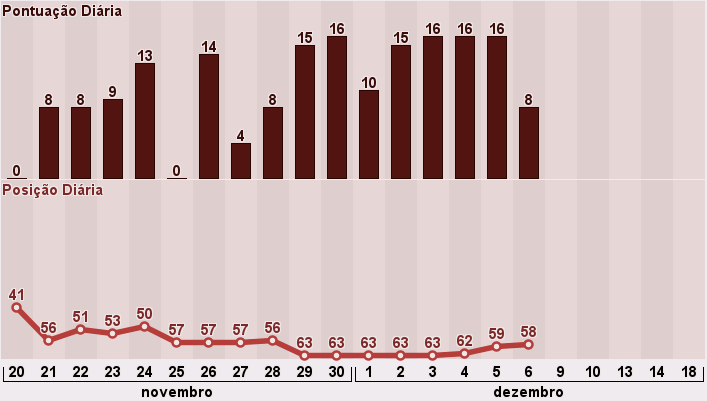 Pontuação Diária
0 8 8 9 13 0 14 4 8 15 16 10 15 16 16 16 8
Posição Diária
41 56 51 53 50 57 57 57 56 63 63 63 63 63 62 59 58
20 21 22 23 24 25 26 27 28 29 30 1 2 3 4 5 6 9 10 13 14 18
novembro dezembro